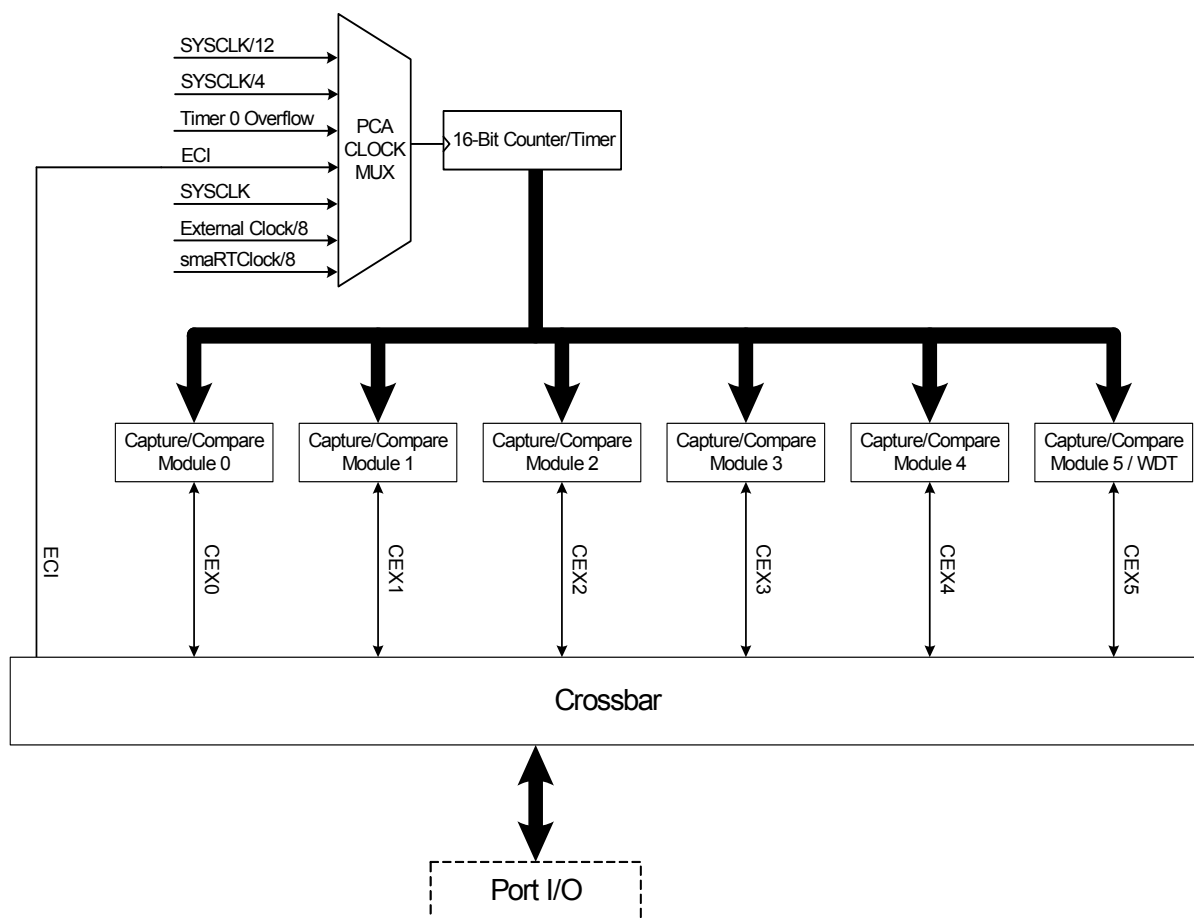 SYSCLK/12
SYSCLK/4
Timer 0 Overflow
ECI
SYSCLK
External Clock/8
smaRTClock/8
PCA
CLOCK
MUX
16-Bit Counter/Timer
Capture/Compare
Module 0
Capture/Compare
Module 1
Capture/Compare
Module 2
Capture/Compare
Module 3
Capture/Compare
Module 4
Capture/Compare
Module 5 / WDT
ECI
CEX0
CEX1
CEX2
CEX3
CEX4
CEX5
Crossbar
Port I/O